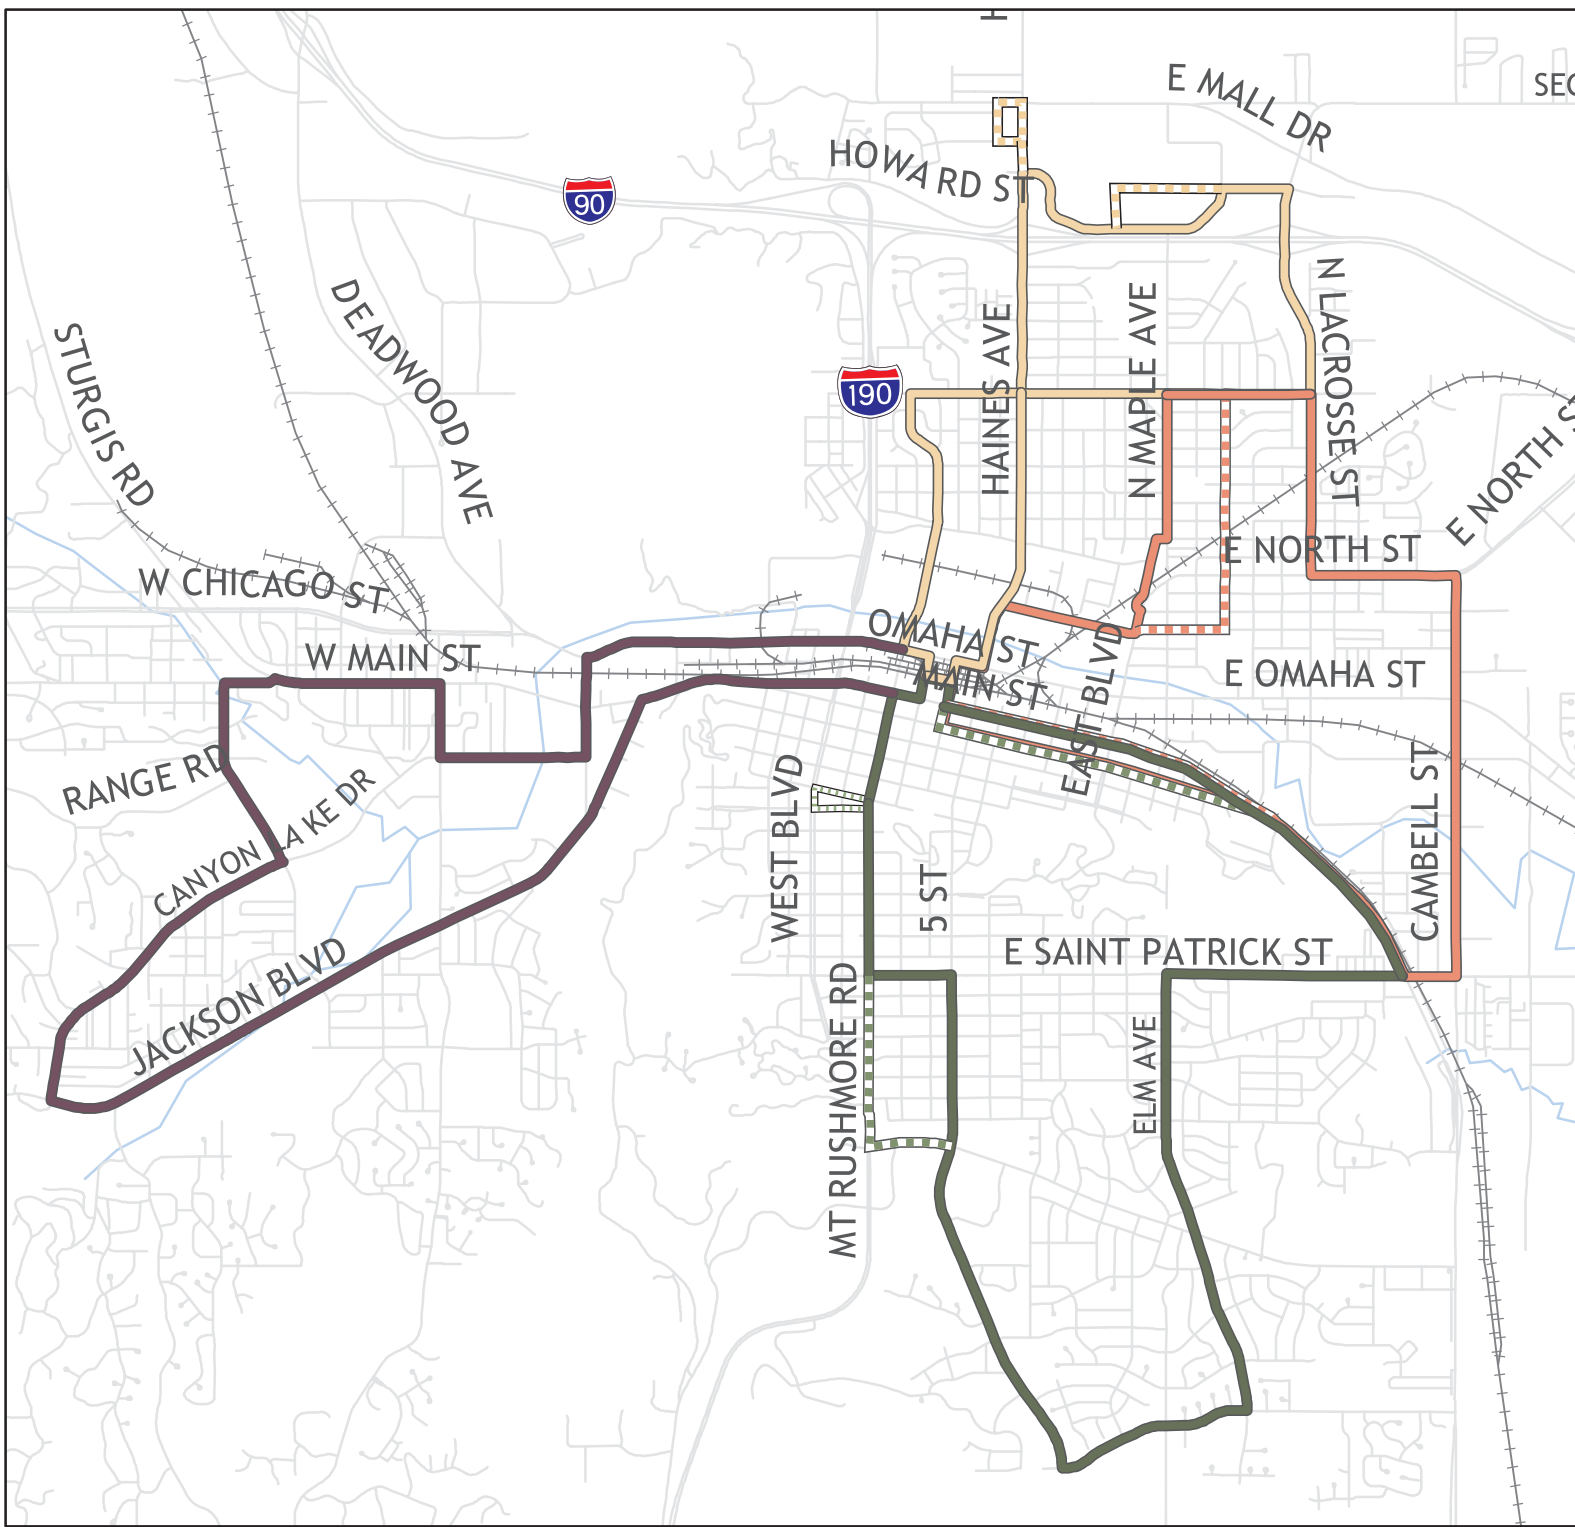 E MALL DR
SEC
HOWARD ST
90
DEADWOOD AVE
STURGIS RD
N LACROSSE ST
HAINES AVE
N MAPLE AVE
190
E NORTH ST
E NORTH ST
W CHICAGO ST
OMAHA ST
W MAIN ST
MAIN ST
EAST BLVD
E OMAHA ST
RANGE RD
CANYON LAKE DR
WEST BLVD
CAMBELL ST
5 ST
JACKSON BLVD
E SAINT PATRICK ST
MT RUSHMORE RD
ELM AVE